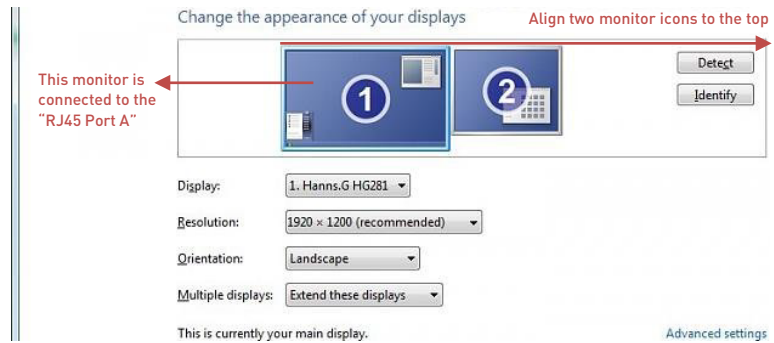 Change the appearance of your displays
Align two monitor icons to the top
This monitor is
connected to the
"RJ45 Port A"
1
2
Detect
Identify
Display:
1. Hanns.G HG281
Resolution:
1920 × 1200 (recommended)
Orientation:
Landscape
Multiple displays:
Extend these displays
This is currently your main display.
Advanced settings